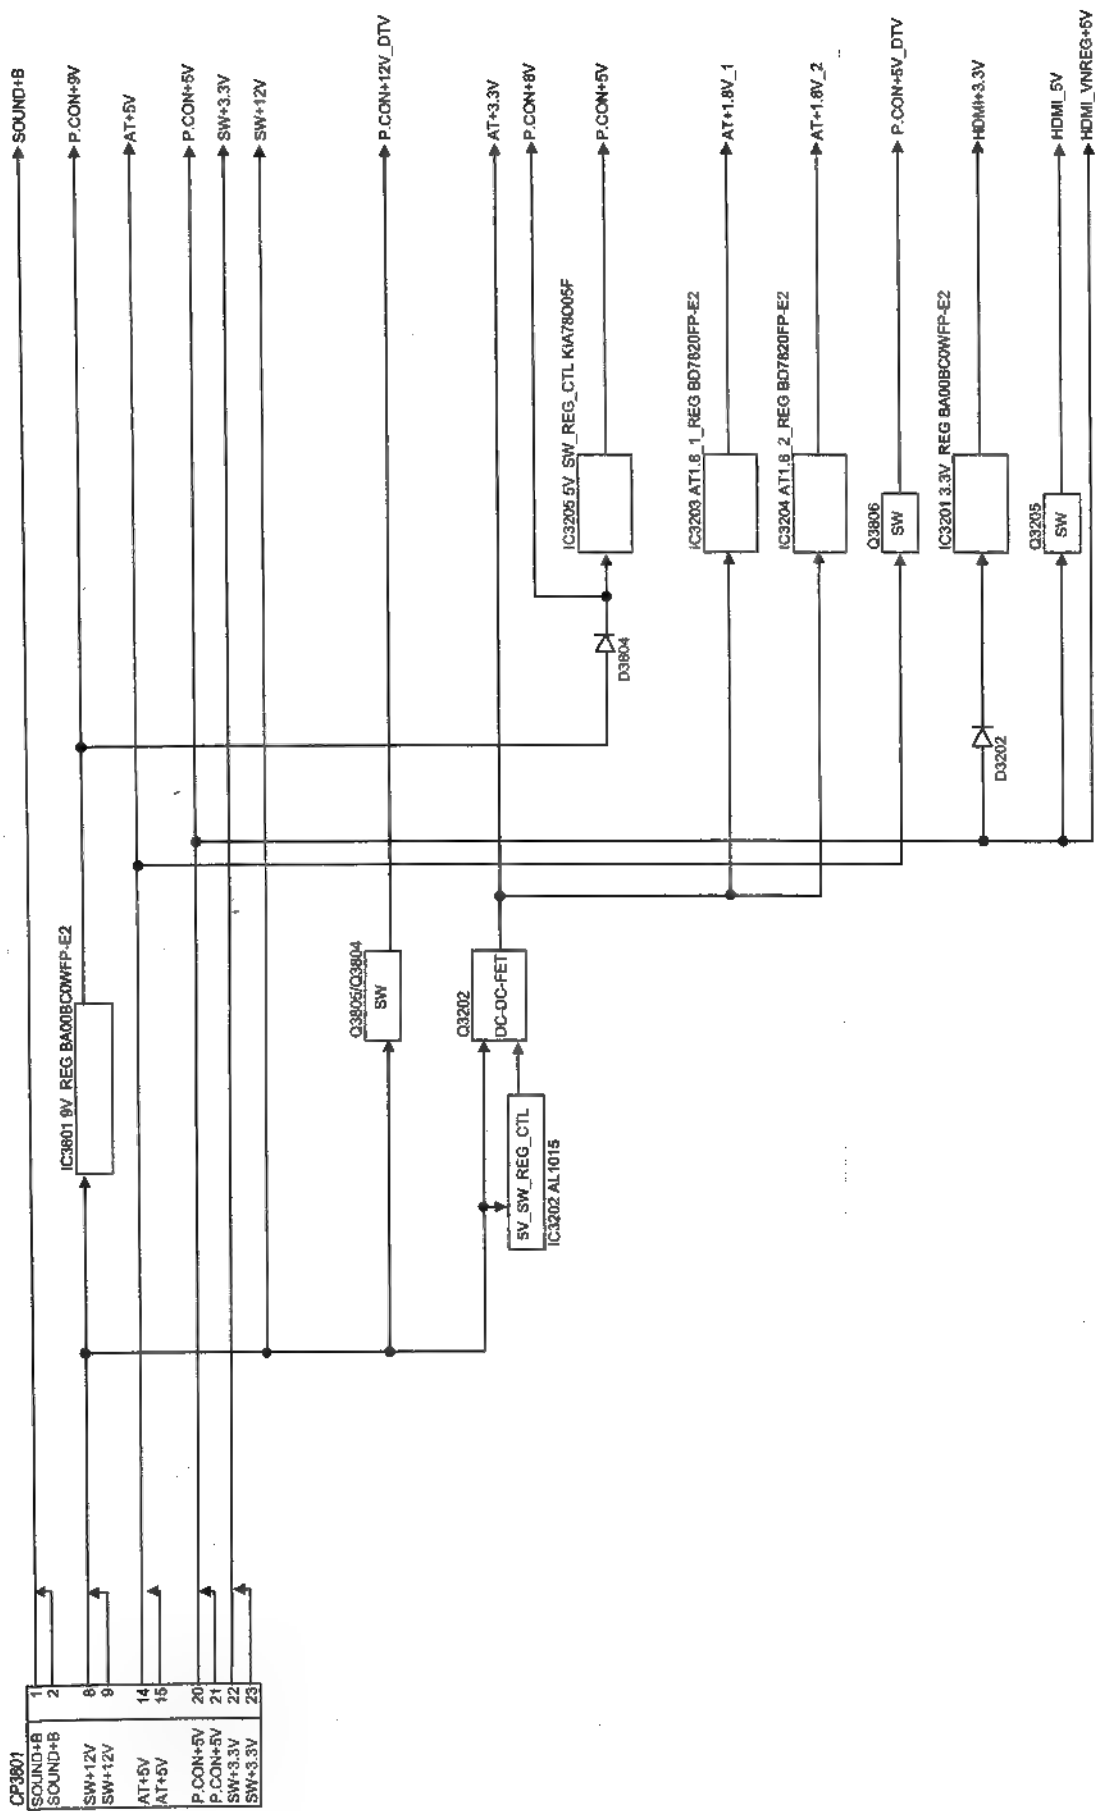 CP3801
SOUND+B 1
SOUND+B 2
SW+12V 8
SW+12V 9
AT+5V 14
AT+5V 15
P.CON+5V 20
P.CON+5V 21
SW+3.3V 22
SW+3.3V 23
IC3801 9V_REG BA00BC0WFP-E2
Q3805/Q3804
SW
Q3202
DC-DC-FET
5V_SW_REG_CTL
IC3202 AL1015
D3804
D3202
IC3205 5V_SW_REG_CTL KIA78D05F
IC3203 AT1.8_1_REG BD7820FP-E2
IC3204 AT1.8_2_REG BD7820FP-E2
Q3806
SW
IC3201 3.3V_REG BA00BC0WFP-E2
Q3205
SW
SOUND+B
P.CON+9V
AT+5V
P.CON+5V
SW+3.3V
SW+12V
P.CON+12V_DTV
AT+3.3V
P.CON+8V
P.CON+5V
AT+1.8V_1
AT+1.8V_2
P.CON+5V_DTV
HDMI+3.3V
HDMI_5V
HDMI_VNREG+5V